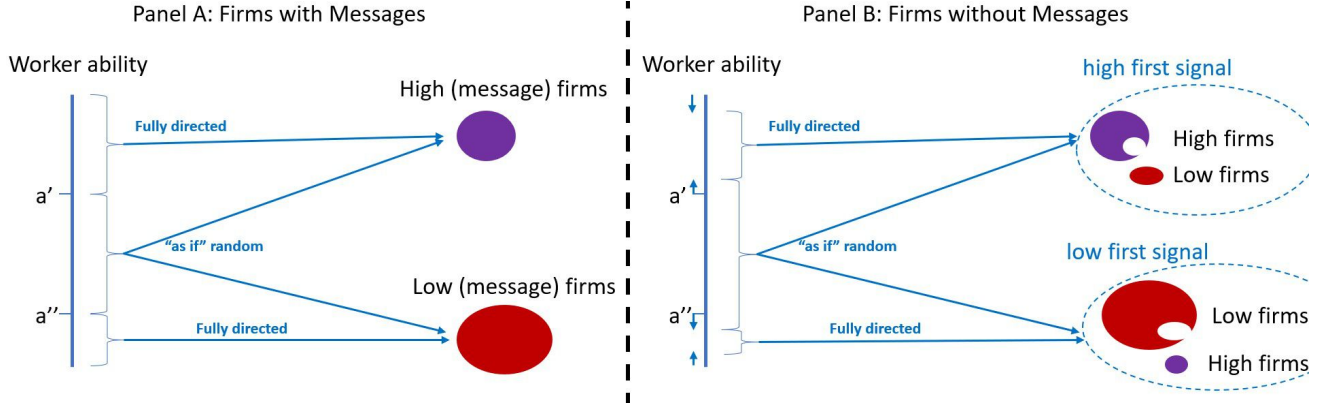 Panel A: Firms with Messages
Worker ability
High (message) firms
Fully directed
a'
"as if" random
Low (message) firms
a''
Fully directed
Panel B: Firms without Messages
Worker ability
high first signal
Fully directed
High firms
Low firms
a'
"as if" random
low first signal
a''
Low firms
Fully directed
High firms